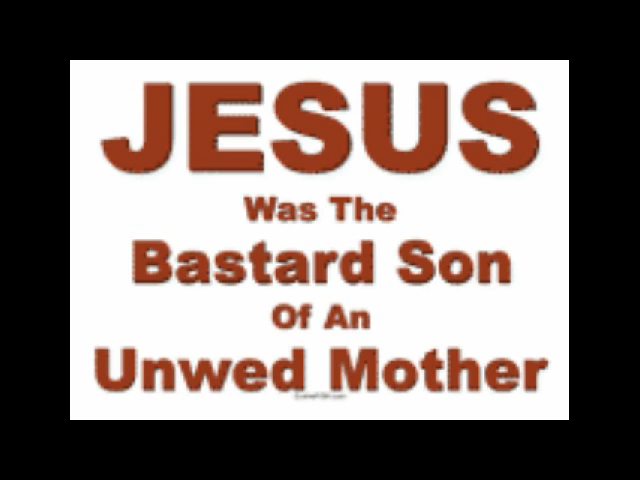 JESUS
Was The
Bastard Son
Of An
Unwed Mother